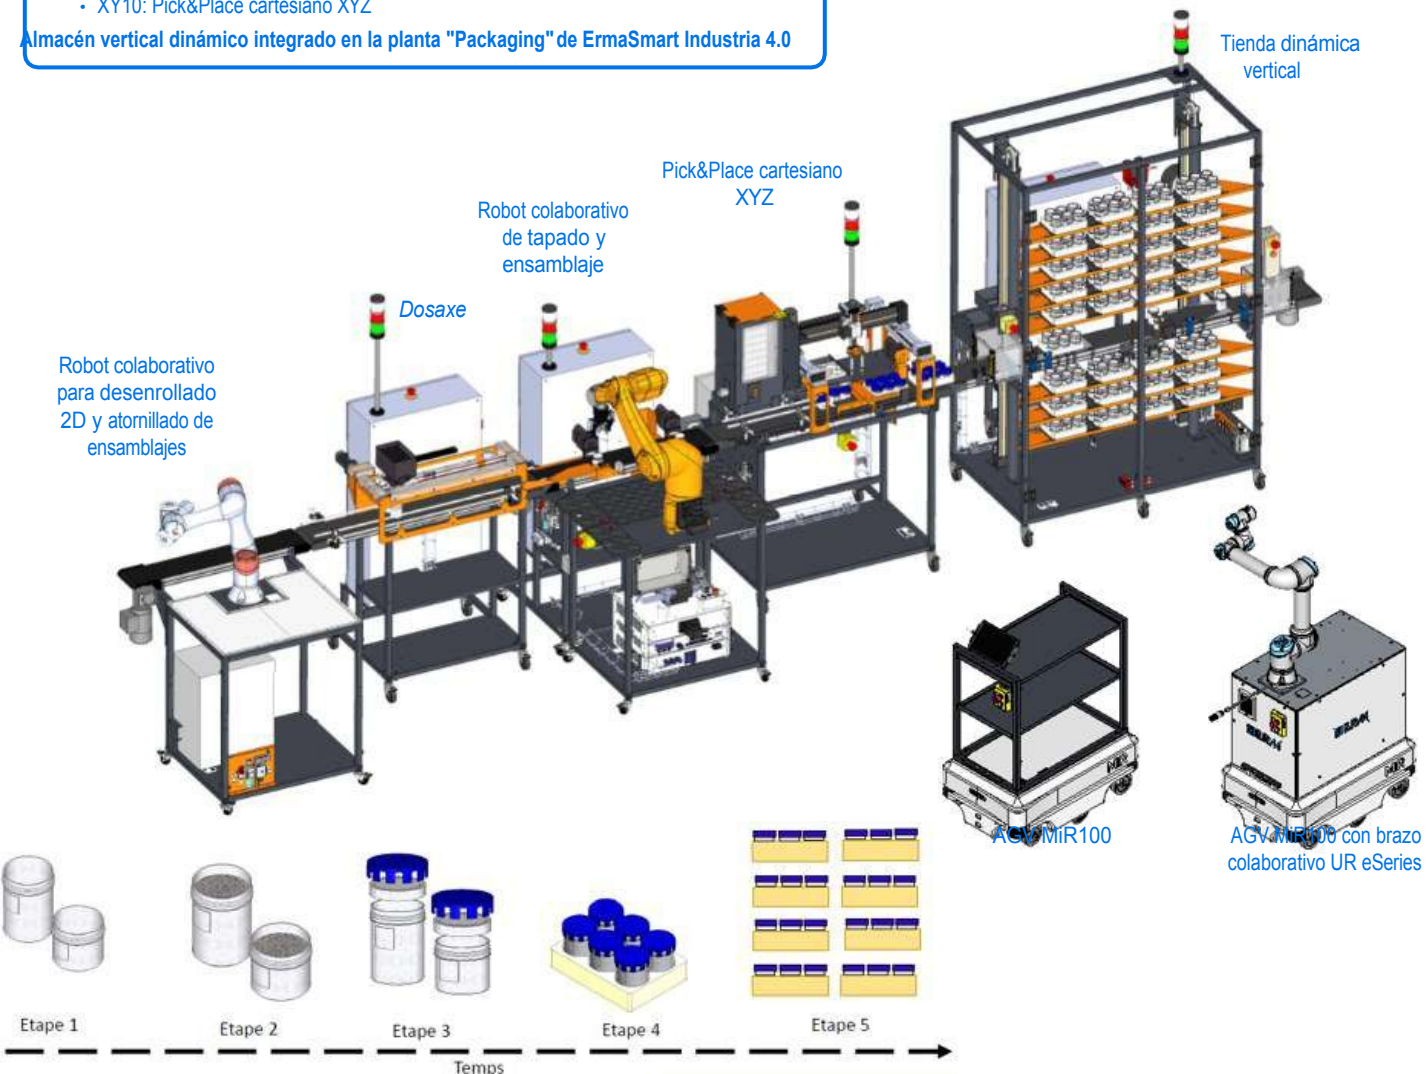 • XY10: Pick&Place cartesiano XYZ
Almacén vertical dinámico integrado en la planta "Packaging" de ErmaSmart Industria 4.0
Tienda dinámica
vertical
Pick&Place cartesiano
XYZ
Robot colaborativo
de tapado y
ensamblaje
Dosaxe
Robot colaborativo
para desenrollado
2D y atornillado de
ensamblajes
AGV MiR100
AGV MiR100 con brazo
colaborativo UR eSeries
Etape 1
Etape 2
Etape 3
Etape 4
Etape 5
Temps